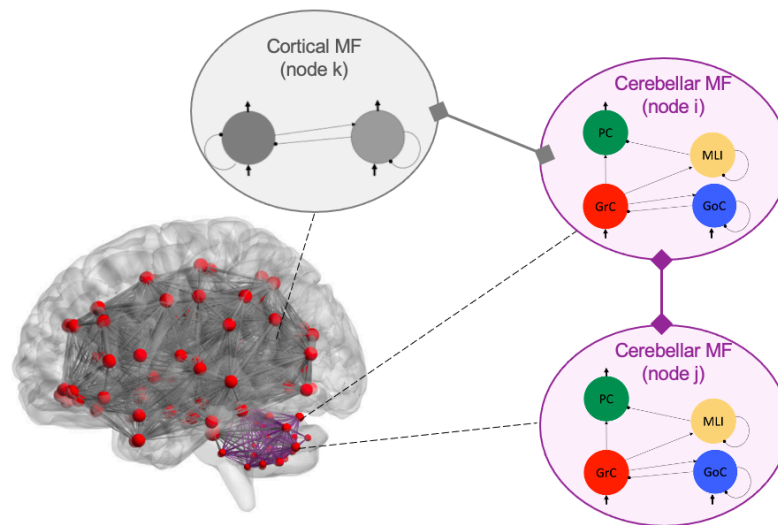 Cortical MF
(node k)
Cerebellar MF
(node i)
PC
MLI
GrC
GoC
Cerebellar MF
(node j)
PC
MLI
GrC
GoC